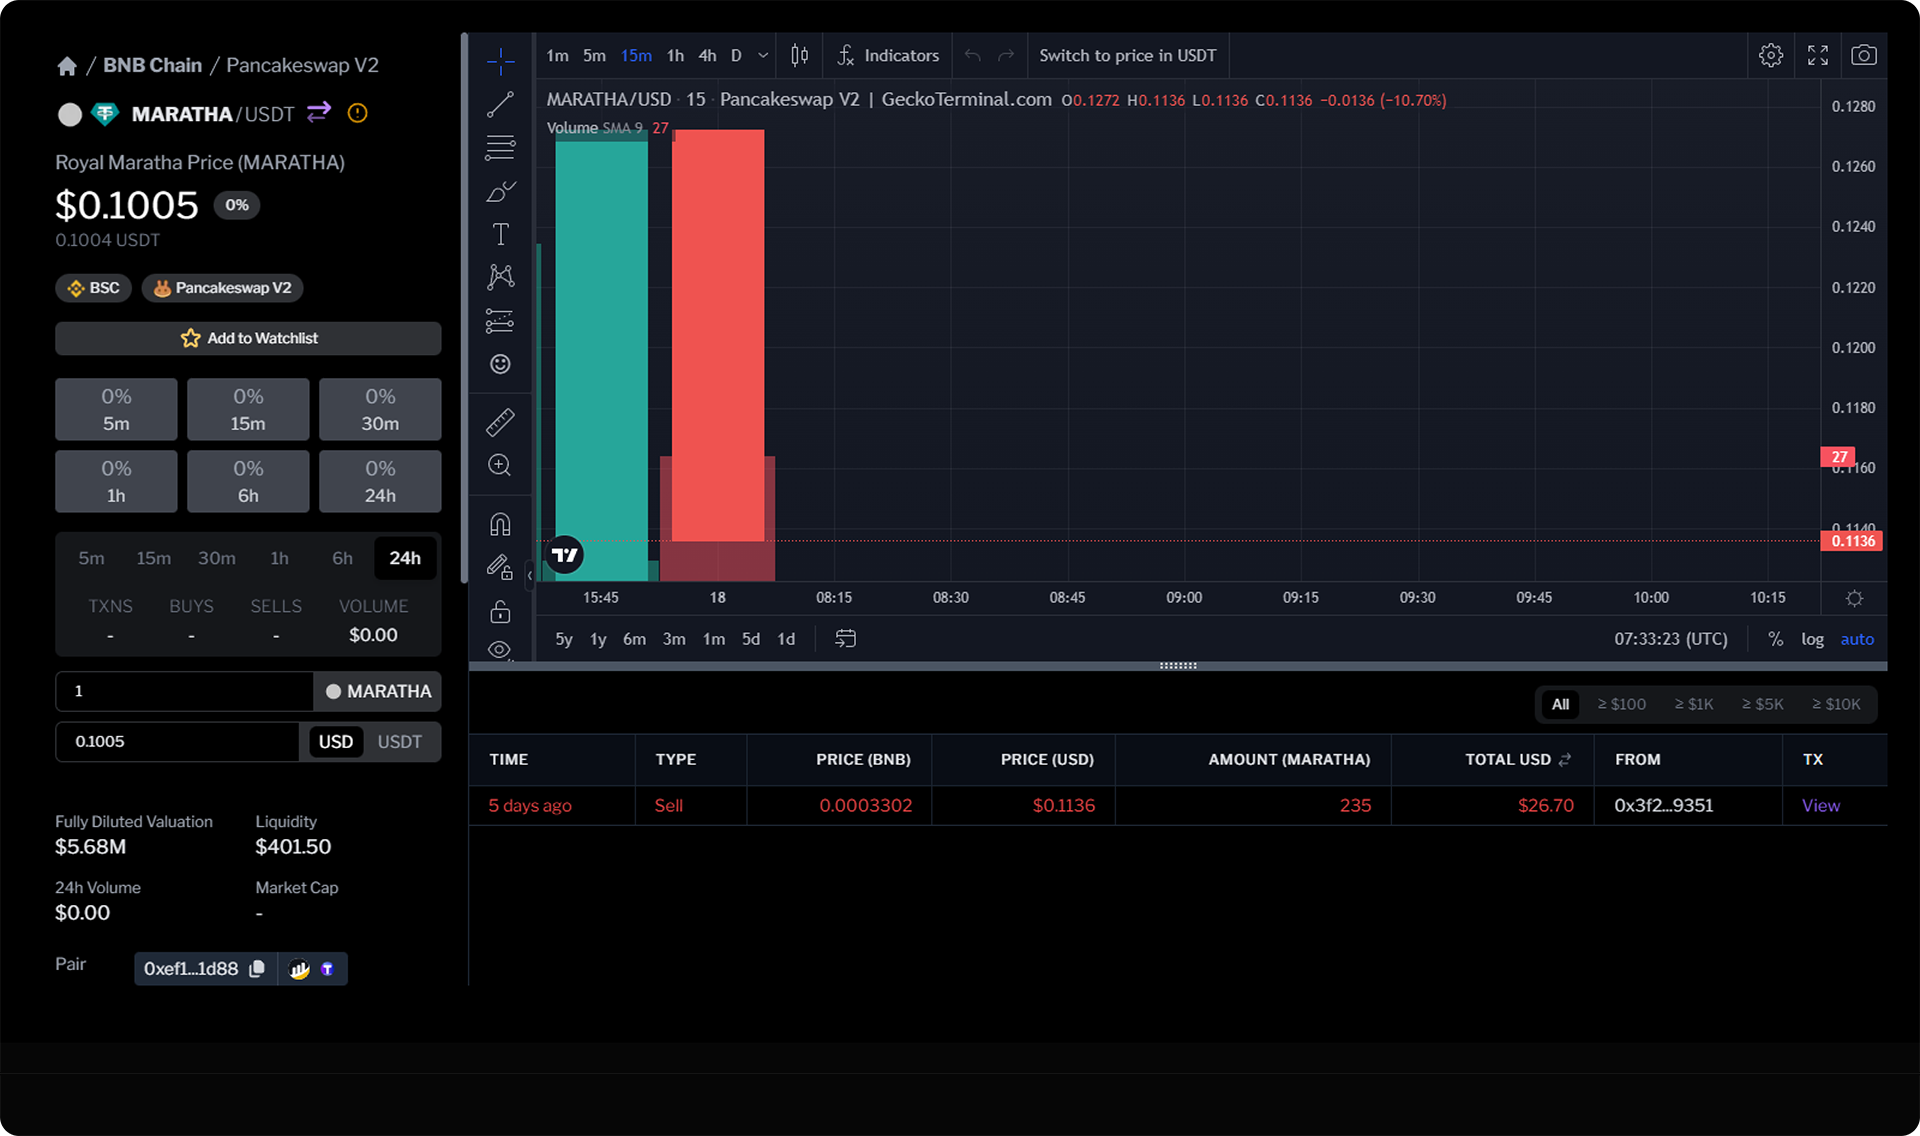 / BNB Chain / Pancakeswap V2
MARATHA/USDT
Royal Maratha Price (MARATHA)
$0.1005 0%
0.1004 USDT
BSC Pancakeswap V2
Add to Watchlist
0% 0% 0%
5m 15m 30m
0% 0% 0%
1h 6h 24h
5m 15m 30m 1h 6h 24h
TXNS BUYS SELLS VOLUME
- - - $0.00
1 MARATHA
0.1005 USD USDT
Fully Diluted Valuation Liquidity
$5.68M $401.50
24h Volume Market Cap
$0.00 -
Pair 0xef1...1d88
1m 5m 15m 1h 4h D Indicators Switch to price in USDT
MARATHA/USD · 15 · Pancakeswap V2 | GeckoTerminal.com O0.1272 H0.1136 L0.1136 C0.1136 −0.0136 (−10.70%)
Volume SMA 9 27
0.1280
0.1260
0.1240
0.1220
0.1200
0.1180
27
0.1160
0.1140
0.1136
15:45 18 08:15 08:30 08:45 09:00 09:15 09:30 09:45 10:00 10:15
5y 1y 6m 3m 1m 5d 1d 07:33:23 (UTC) % log auto
All ≥ $100 ≥ $1K ≥ $5K ≥ $10K
TIME TYPE PRICE (BNB) PRICE (USD) AMOUNT (MARATHA) TOTAL USD FROM TX
5 days ago Sell 0.0003302 $0.1136 235 $26.70 0x3f2...9351 View